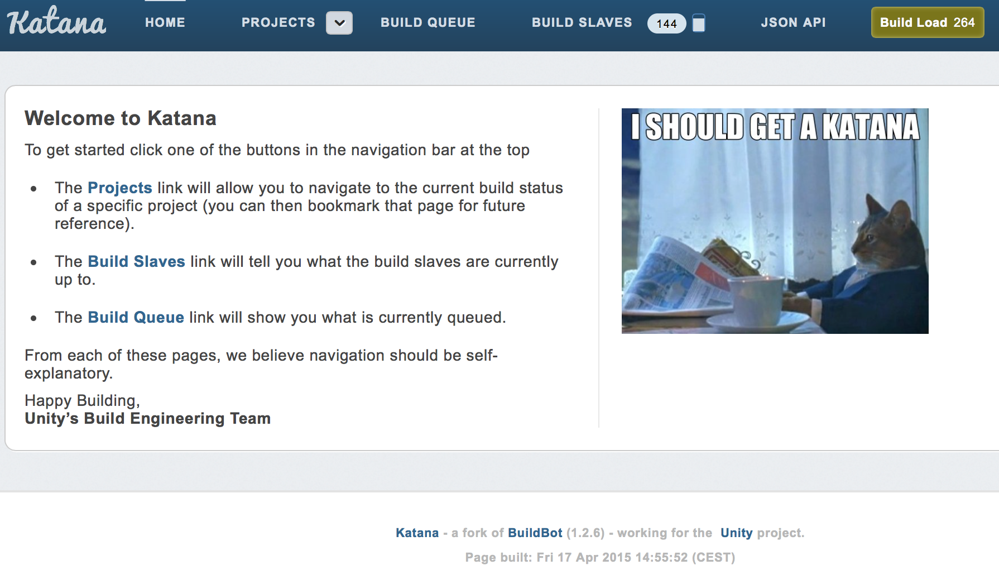 Katana
HOME
PROJECTS
BUILD QUEUE
BUILD SLAVES
144
JSON API
Build Load 264
Welcome to Katana
To get started click one of the buttons in the navigation bar at the top
• The Projects link will allow you to navigate to the current build status
of a specific project (you can then bookmark that page for future
reference).
• The Build Slaves link will tell you what the build slaves are currently
up to.
• The Build Queue link will show you what is currently queued.
From each of these pages, we believe navigation should be self-
explanatory.
Happy Building,
Unity’s Build Engineering Team
I SHOULD GET A KATANA
Katana - a fork of BuildBot (1.2.6) - working for the Unity project.
Page built: Fri 17 Apr 2015 14:55:52 (CEST)